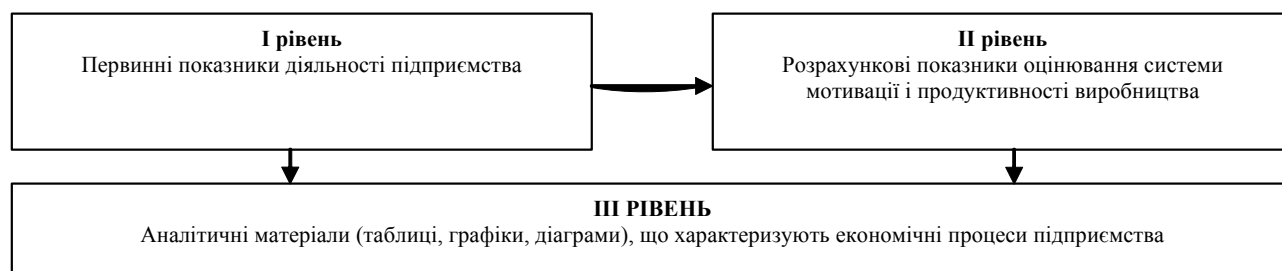 І рівень
Первинні показники діяльності підприємства
ІІ рівень
Розрахункові показники оцінювання системи
мотивації і продуктивності виробництва
ІІІ РІВЕНЬ
Аналітичні матеріали (таблиці, графіки, діаграми), що характеризують економічні процеси підприємства